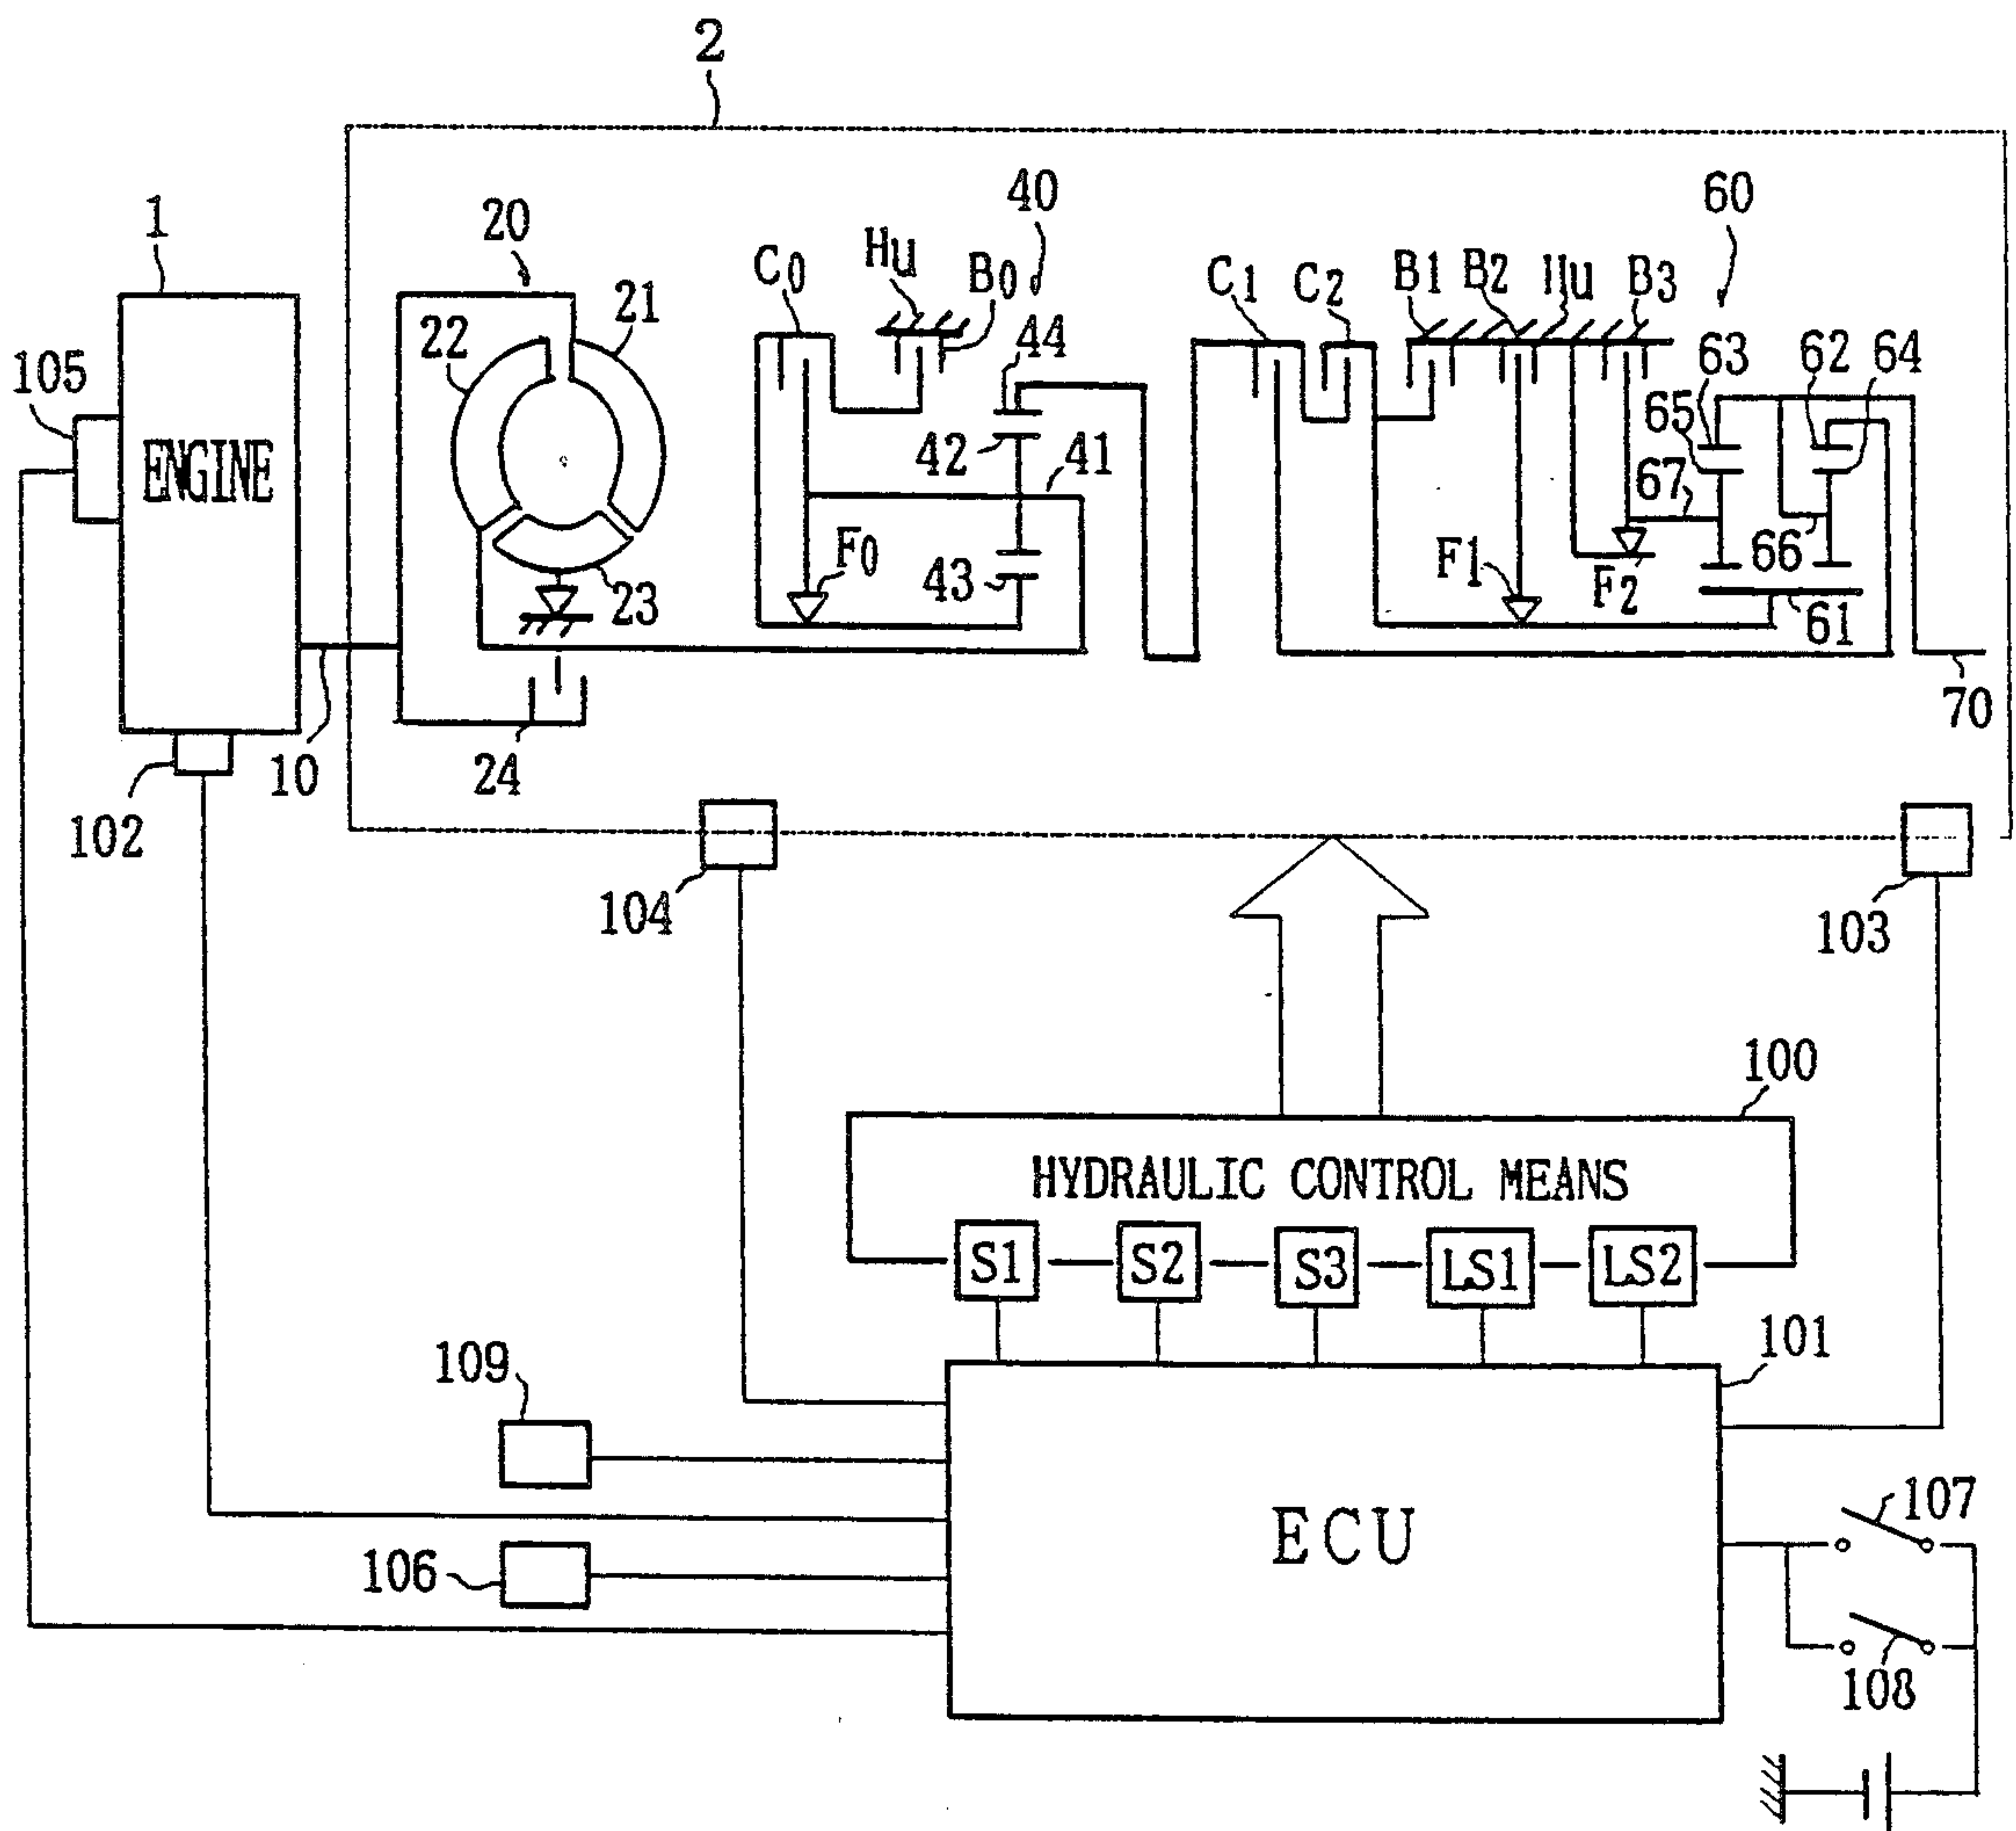 2
1
20
C0
Hu
B0
40
60
C1
C2
B1
B2
Hu
B3
22
21
44
63
62
64
105
ENGINE
42
41
65
67
F0
43
F1
F2
66
23
61
10
24
70
102
104
103
100
HYDRAULIC CONTROL MEANS
S1
S2
S3
LS1
LS2
101
109
ECU
107
106
108